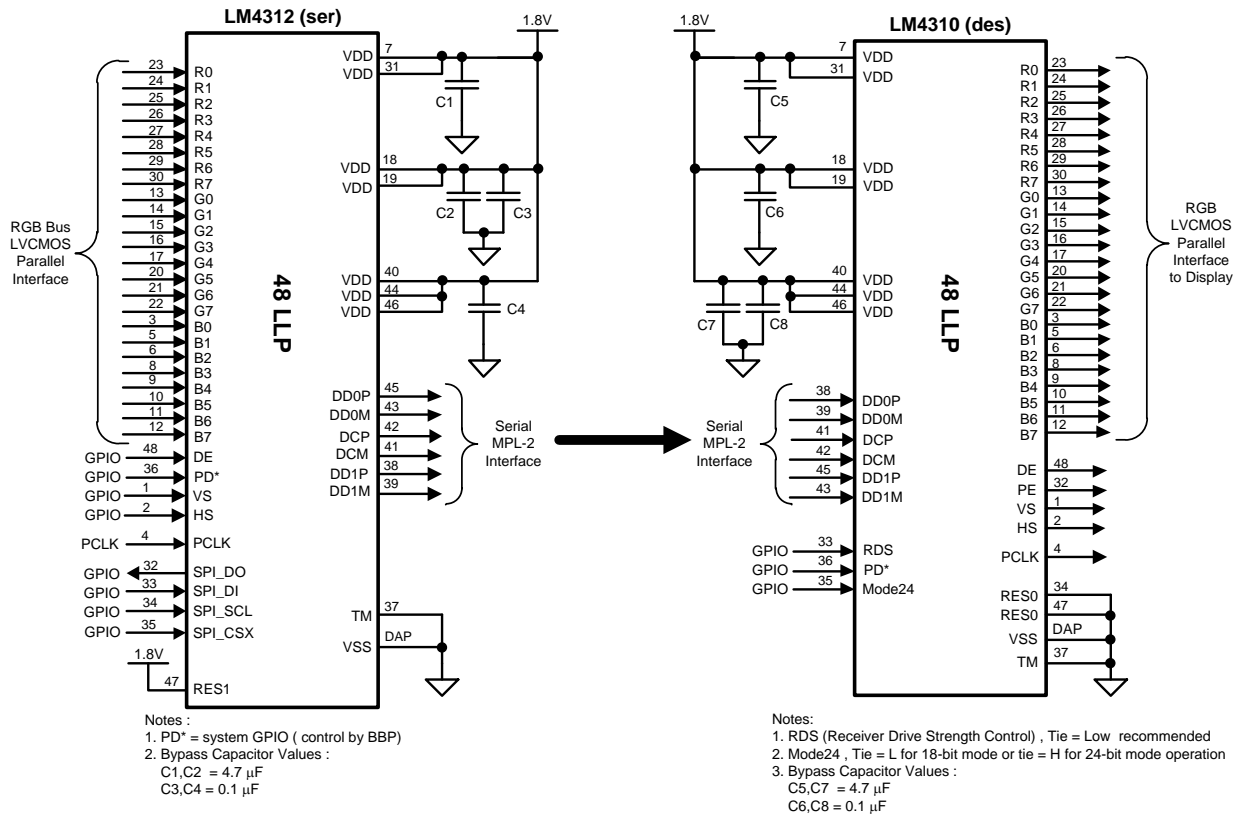 LM4312 (ser)
1.8V
VDD 7
VDD 31
C1
VDD 18
VDD 19
C2 C3
VDD 40
VDD 44
VDD 46
C4
RGB Bus
LVCMOS
Parallel
Interface
23 R0
24 R1
25 R2
26 R3
27 R4
28 R5
29 R6
30 R7
13 G0
14 G1
15 G2
16 G3
17 G4
20 G5
21 G6
22 G7
3 B0
5 B1
6 B2
8 B3
9 B4
10 B5
11 B6
12 B7
GPIO 48 DE
GPIO 36 PD*
GPIO 1 VS
GPIO 2 HS
PCLK 4 PCLK
GPIO 32 SPI_DO
GPIO 33 SPI_DI
GPIO 34 SPI_SCL
GPIO 35 SPI_CSX
1.8V
47 RES1
48 LLP
DD0P 45
DD0M 43
DCP 42
DCM 41
DD1P 38
DD1M 39
Serial
MPL-2
Interface
TM 37
VSS DAP
Notes :
1. PD* = system GPIO ( control by BBP)
2. Bypass Capacitor Values :
C1,C2 = 4.7 μF
C3,C4 = 0.1 μF
LM4310 (des)
1.8V
7 VDD
31 VDD
C5
18 VDD
19 VDD
C6
40 VDD
44 VDD
46 VDD
C7 C8
Serial
MPL-2
Interface
38 DD0P
39 DD0M
41 DCP
42 DCM
45 DD1P
43 DD1M
GPIO 33 RDS
GPIO 36 PD*
GPIO 35 Mode24
48 LLP
R0 23
R1 24
R2 25
R3 26
R4 27
R5 28
R6 29
R7 30
G0 13
G1 14
G2 15
G3 16
G4 17
G5 20
G6 21
G7 22
B0 3
B1 5
B2 6
B3 8
B4 9
B5 10
B6 11
B7 12
RGB
LVCMOS
Parallel
Interface
to Display
DE 48
PE 32
VS 1
HS 2
PCLK 4
RES0 34
RES0 47
VSS DAP
TM 37
Notes:
1. RDS (Receiver Drive Strength Control) , Tie = Low recommended
2. Mode24 , Tie = L for 18-bit mode or tie = H for 24-bit mode operation
3. Bypass Capacitor Values :
C5,C7 = 4.7 μF
C6,C8 = 0.1 μF